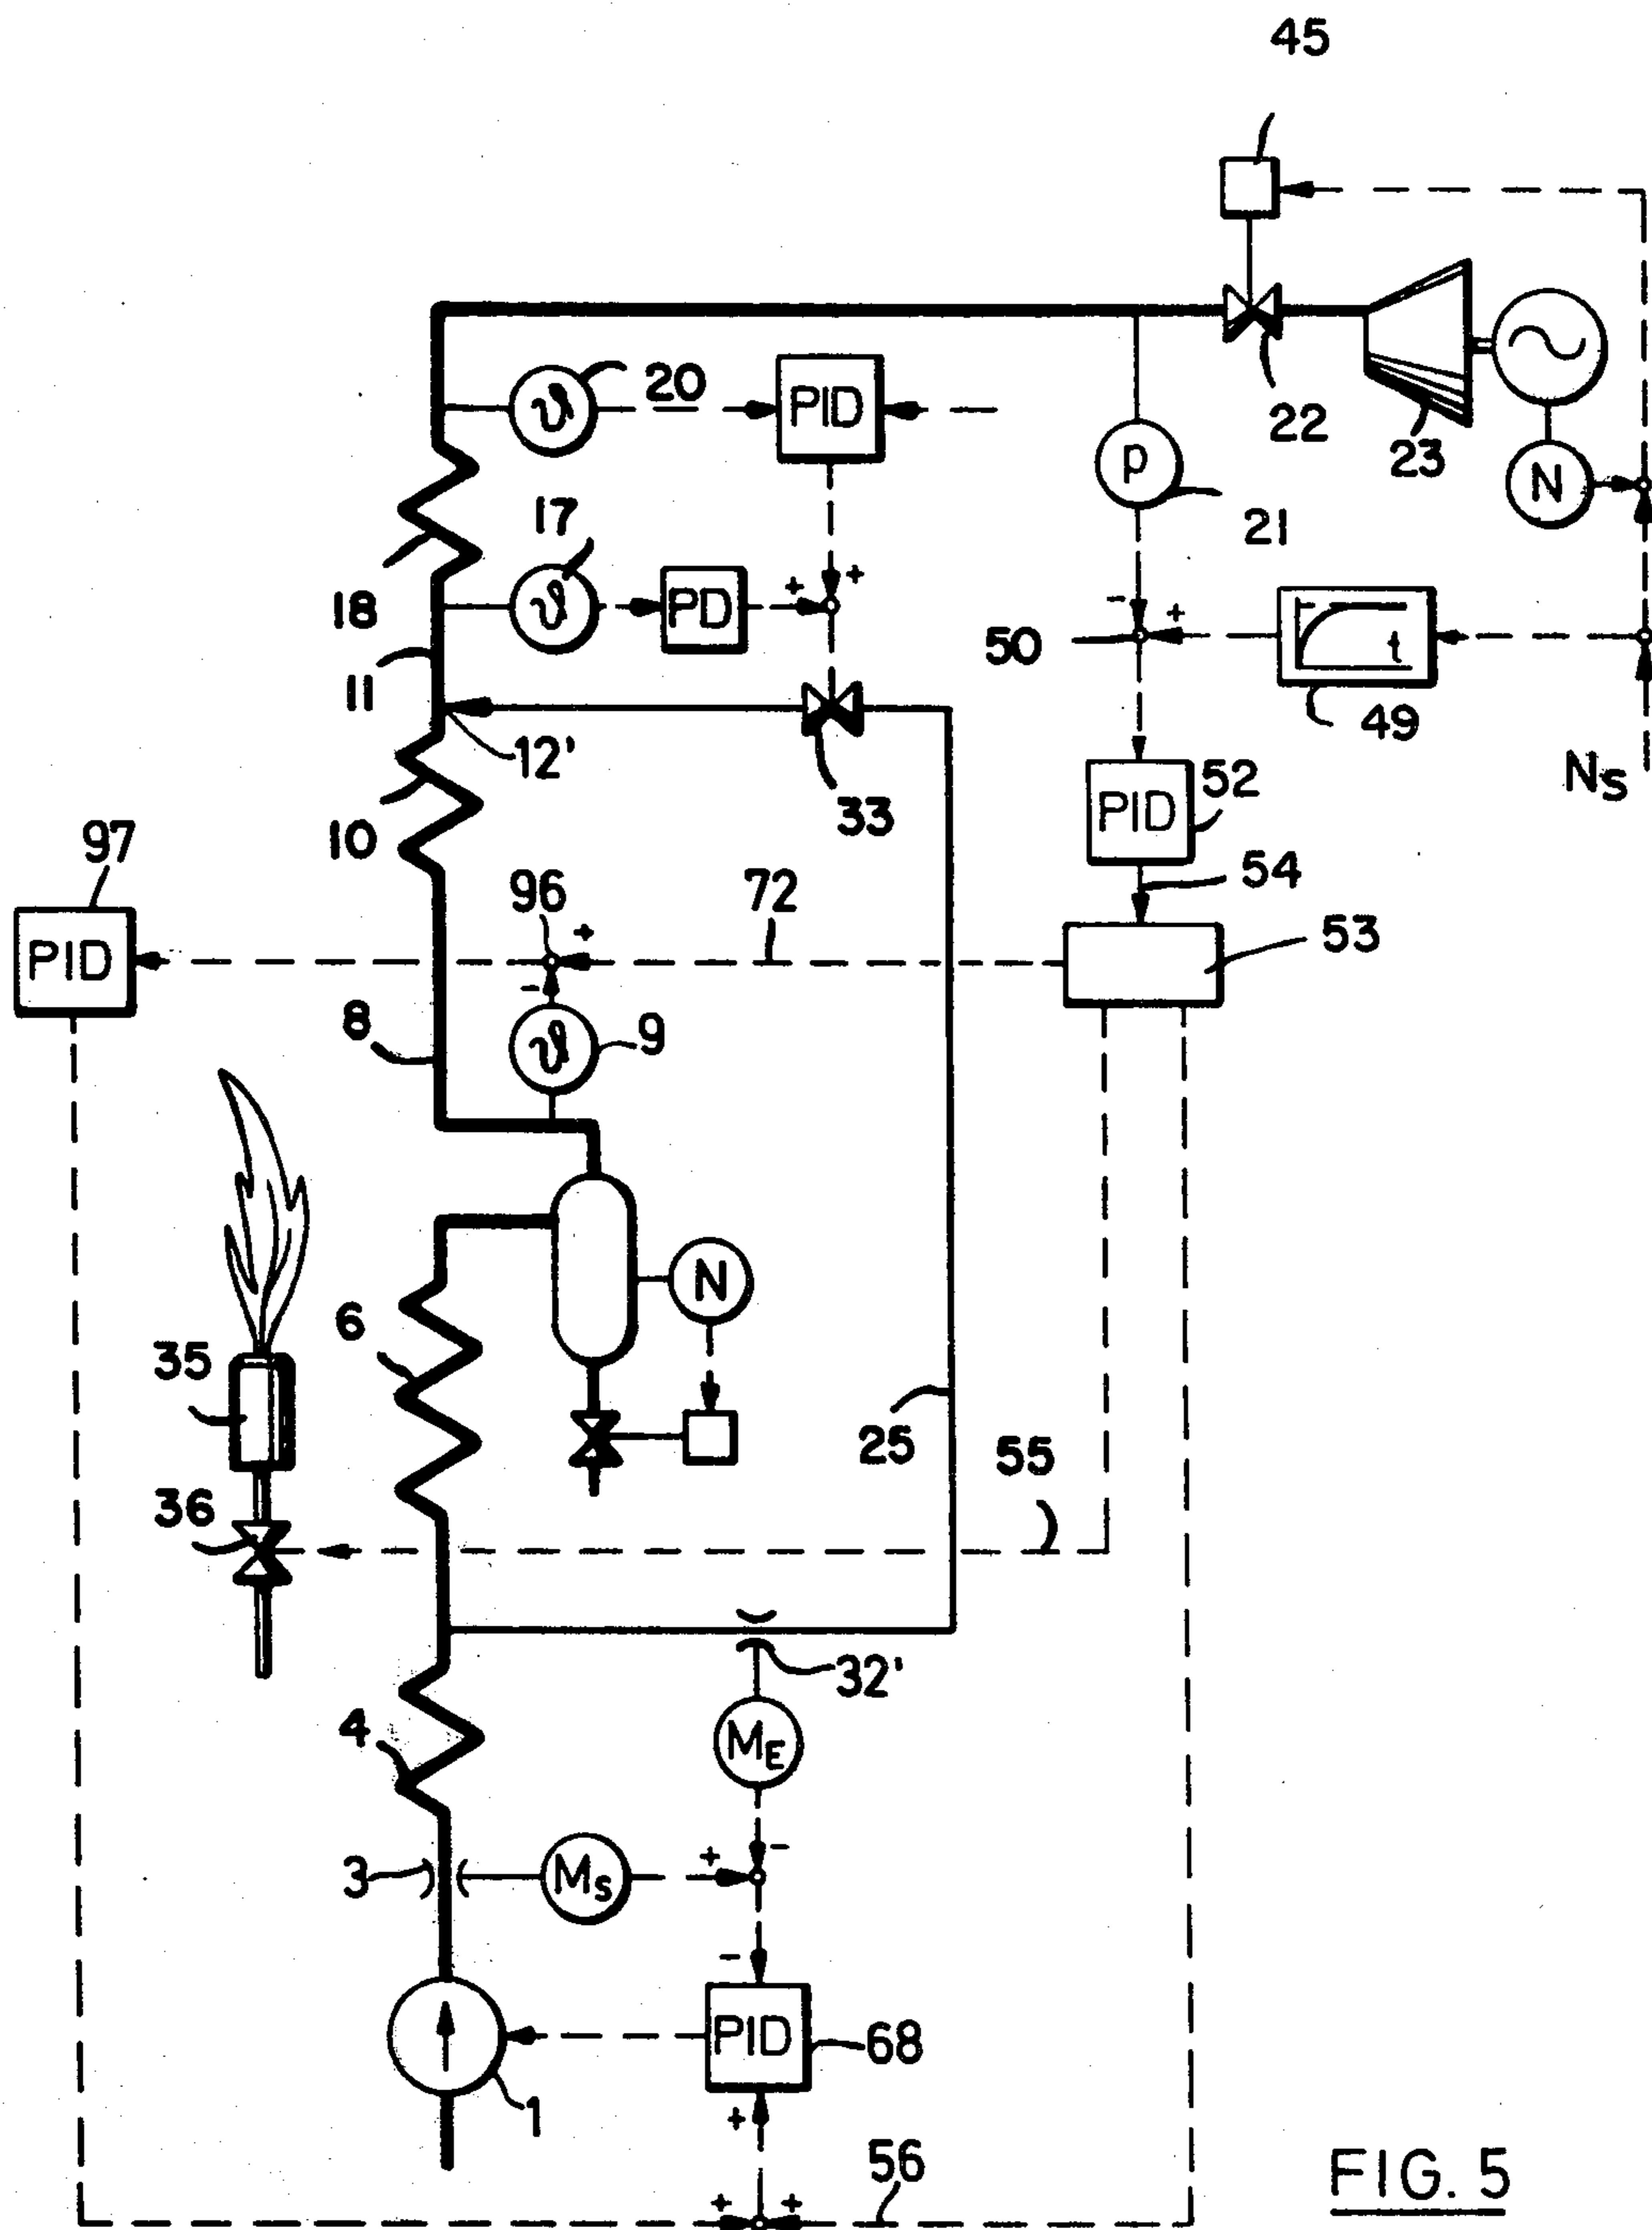 45
20
PID
22
23
N
P
21
17
ϑ
ϑ
PD
+
+
18
50
-
+
t
49
11
12'
33
Ns
PID
52
10
97
54
96
72
+
53
PID
-
8
ϑ
9
N
6
35
25
55
36
32'
4
ME
3
Ms
+
-
-
PID
68
1
+
56
+
+
FIG. 5